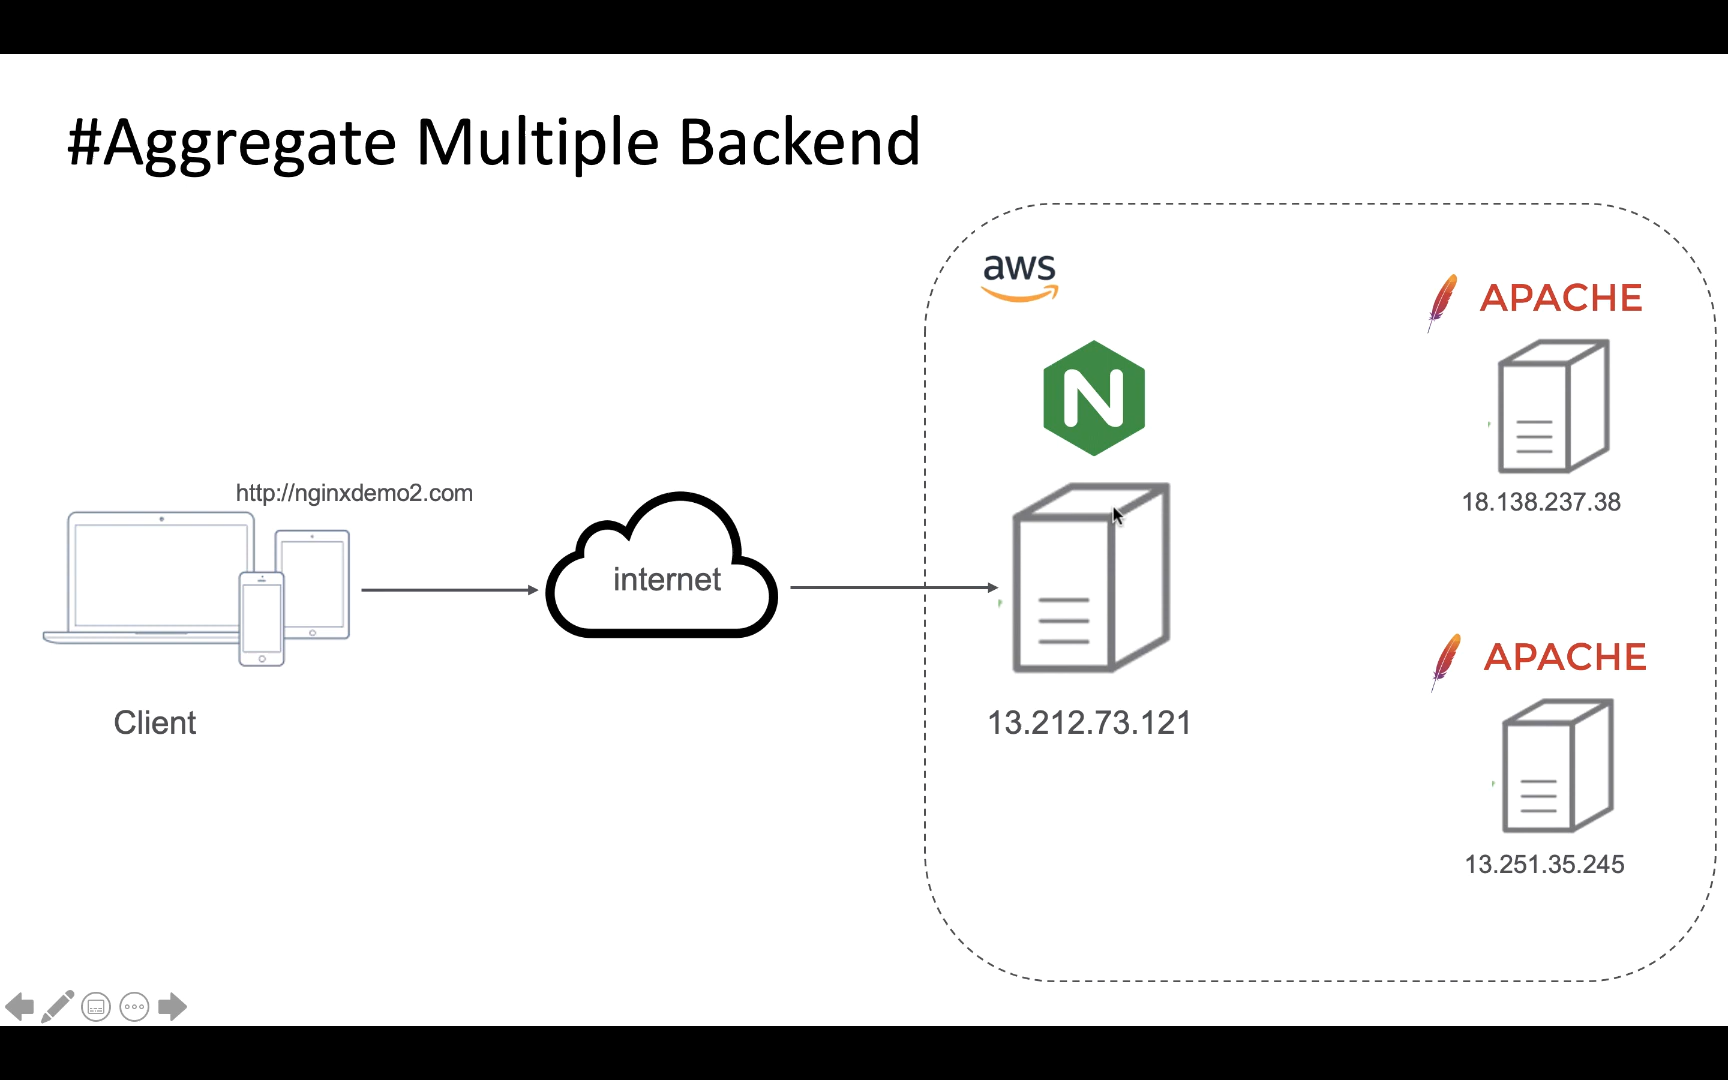 #Aggregate Multiple Backend
aws
APACHE
N
18.138.237.38
http://nginxdemo2.com
internet
Client
13.212.73.121
APACHE
13.251.35.245